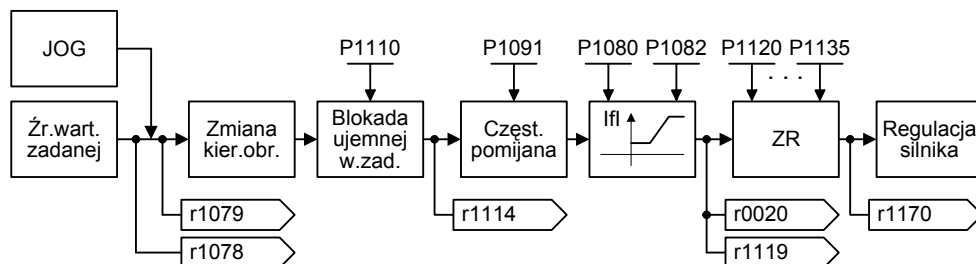 JOG
P1110
P1091
P1080
P1082
P1120
P1135
. . .
Źr.wart.
zadanej
Zmiana
kier.obr.
Blokada
ujemnej
w.zad.
Częst.
pomijana
IfI
ZR
Regulacja
silnika
r1079
r1114
r0020
r1170
r1078
r1119